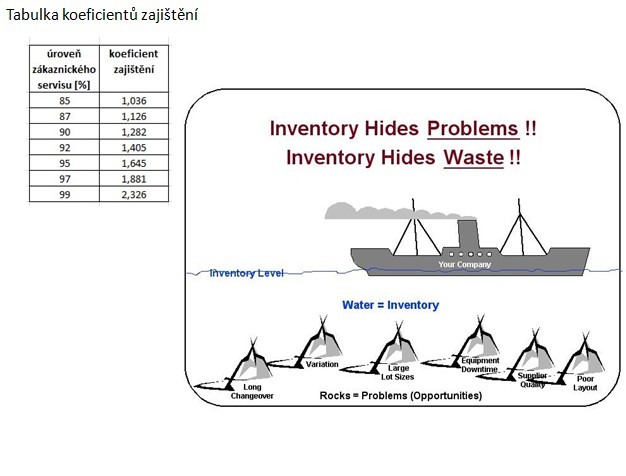 Tabulka koeficientů zajištění
úroveň zákaznického servisu [%] koeficient zajištění
85 1,036
87 1,126
90 1,282
92 1,405
95 1,645
97 1,881
99 2,326
Inventory Hides Problems !!
Inventory Hides Waste !!
Your Company
Inventory Level
Water = Inventory
Long
Changeover
Variation
Large
Lot Sizes
Equipment
Downtime
Supplier
Quality
Poor
Layout
Rocks = Problems (Opportunities)